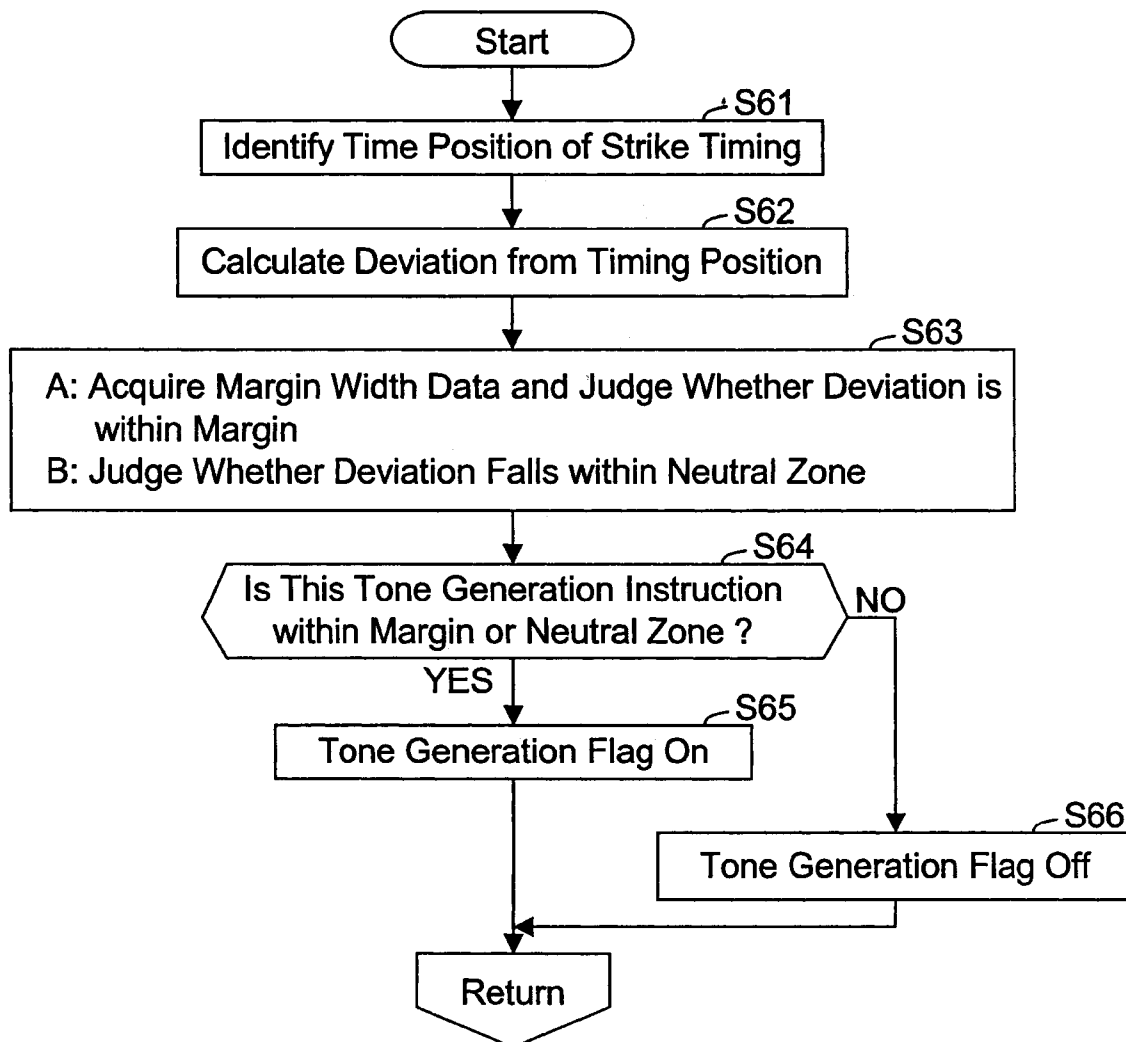 Start
S61
Identify Time Position of Strike Timing
S62
Calculate Deviation from Timing Position
S63
A: Acquire Margin Width Data and Judge Whether Deviation is
within Margin
B: Judge Whether Deviation Falls within Neutral Zone
S64
Is This Tone Generation Instruction
within Margin or Neutral Zone ?
NO
YES
S65
Tone Generation Flag On
S66
Tone Generation Flag Off
Return